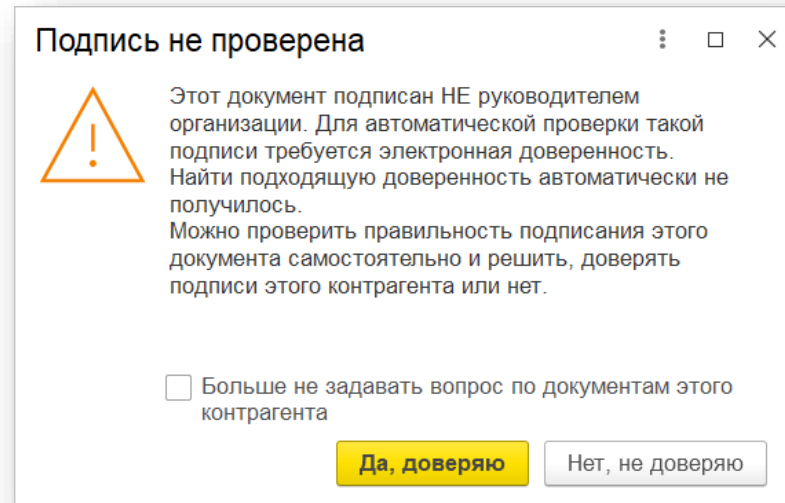 Подпись не проверена
Этот документ подписан НЕ руководителем
организации. Для автоматической проверки такой
подписи требуется электронная доверенность.
Найти подходящую доверенность автоматически не
получилось.
Можно проверить правильность подписания этого
документа самостоятельно и решить, доверять
подписи этого контрагента или нет.
Больше не задавать вопрос по документам этого
контрагента
Да, доверяю
Нет, не доверяю